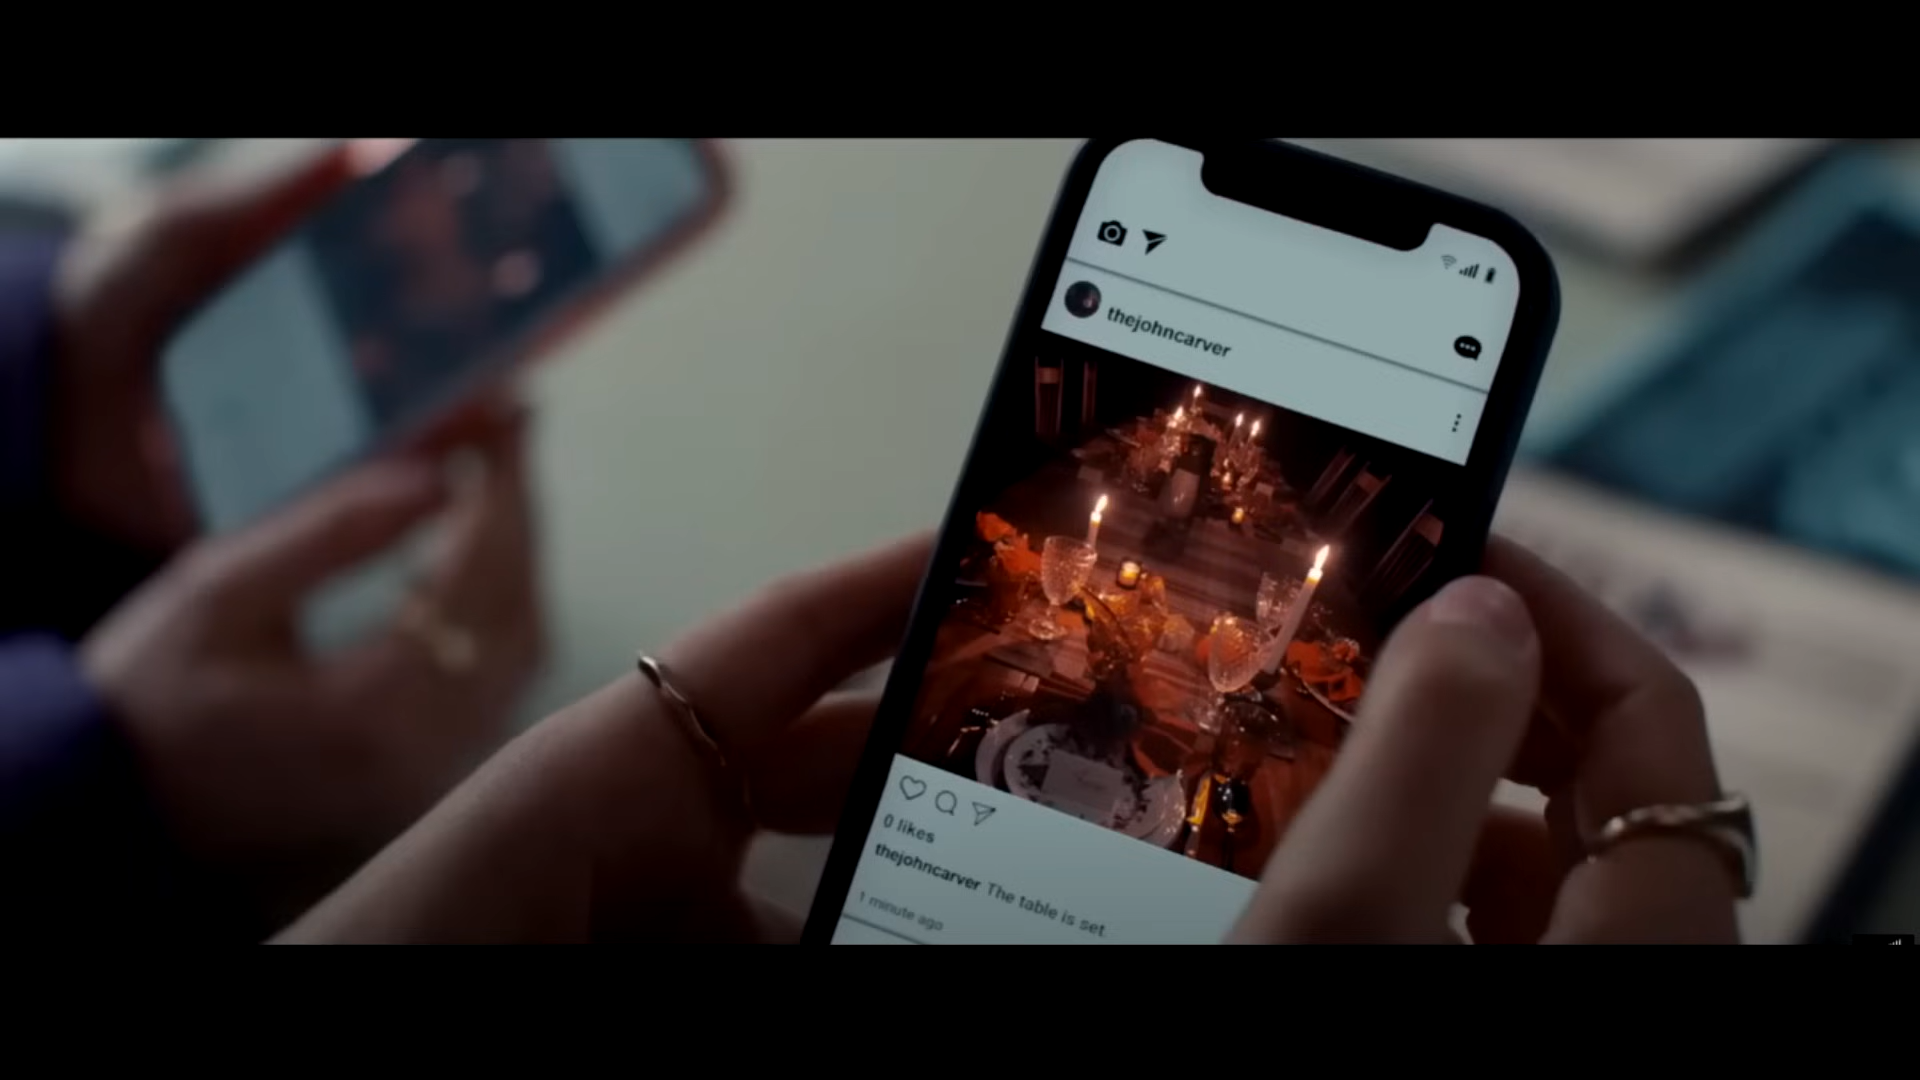 thejohncarver
0 likes
thejohncarver The table is set.
1 minute ago